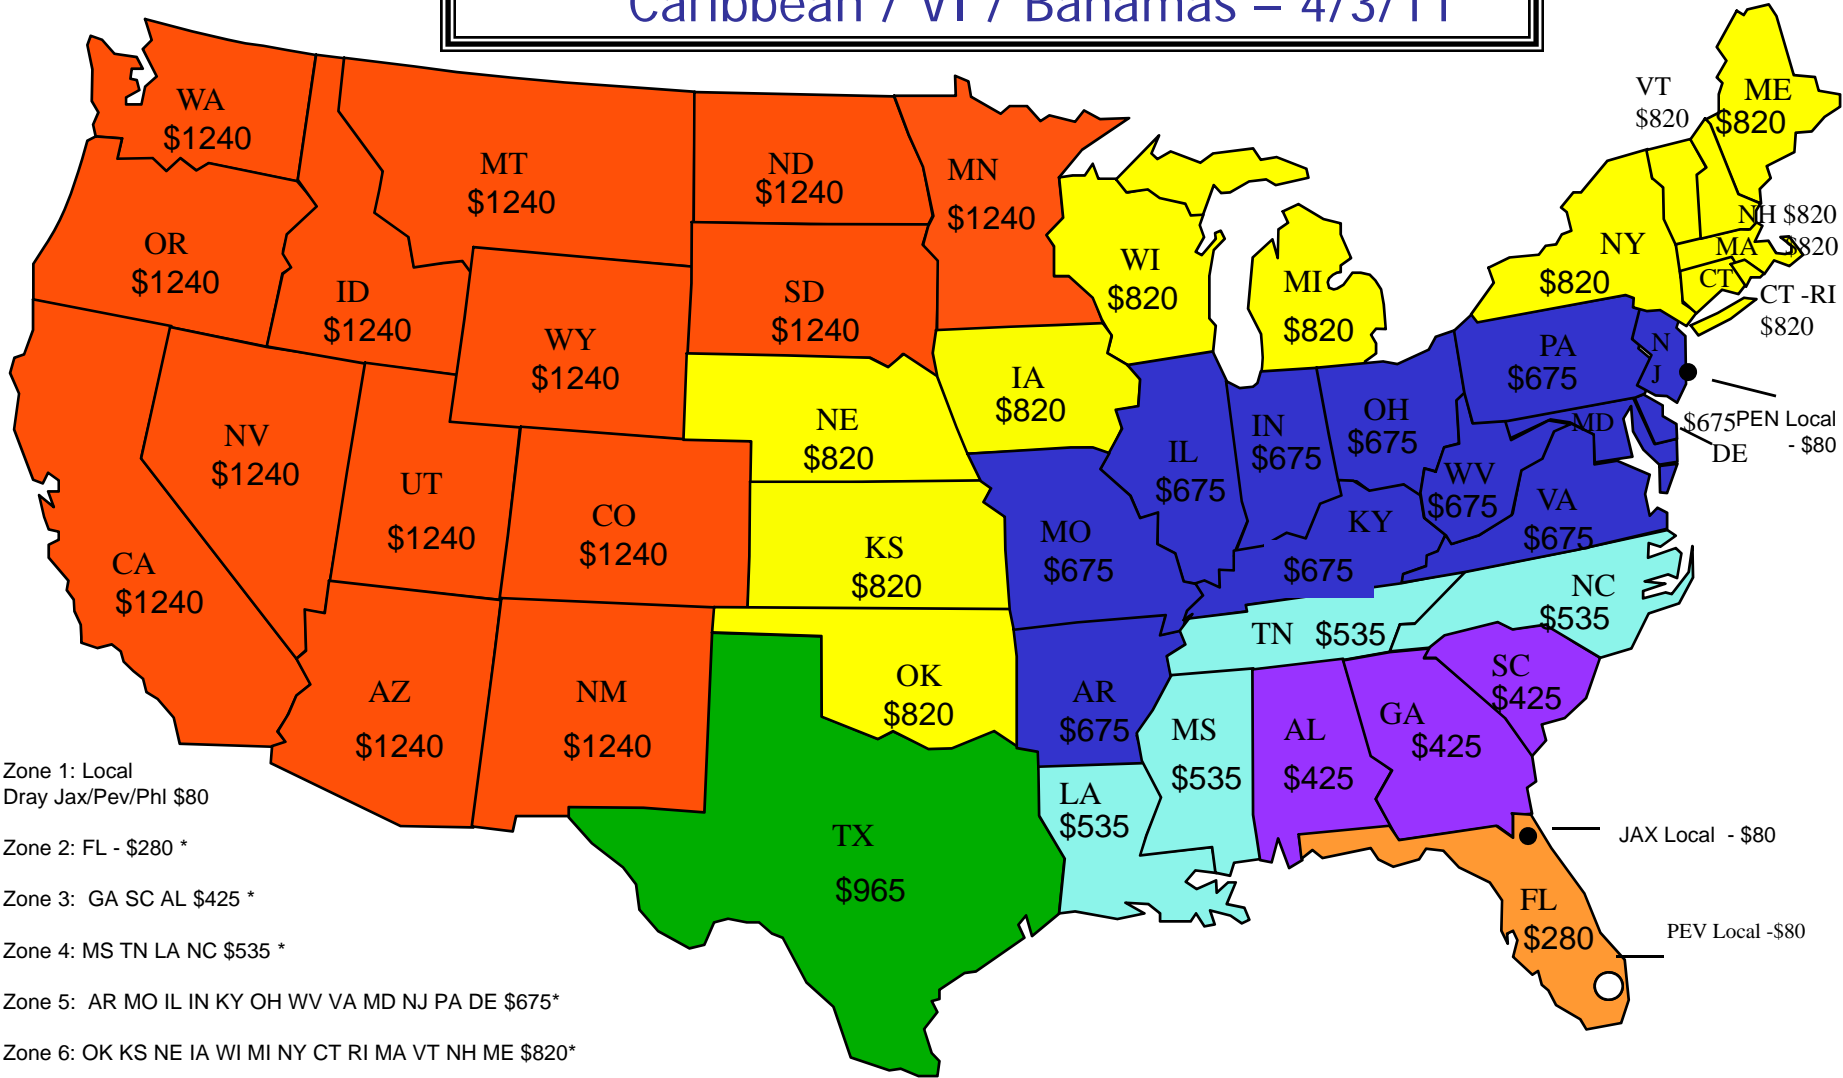 Caribbean / VI / Bahamas – 4/3/11
WA
$1240
OR
$1240
CA
$1240
NV
$1240
ID
$1240
MT
$1240
WY
$1240
UT
$1240
CO
$1240
AZ
$1240
NM
$1240
ND
$1240
SD
$1240
MN
$1240
NE
$820
KS
$820
OK
$820
TX
$965
IA
$820
WI
$820
MI
$820
MO
$675
AR
$675
LA
$535
IL
$675
IN
$675
OH
$675
KY
$675
WV
$675
VA
$675
PA
$675
N
J
MD
$675
DE
PEN Local
- $80
NY
$820
VT
$820
ME
$820
NH $820
MA $820
CT
CT -RI
$820
TN $535
NC
$535
MS
$535
AL
$425
GA
$425
SC
$425
FL
$280
JAX Local - $80
PEV Local -$80
Zone 1: Local
Dray Jax/Pev/Phl $80
Zone 2: FL - $280 *
Zone 3: GA SC AL $425 *
Zone 4: MS TN LA NC $535 *
Zone 5: AR MO IL IN KY OH WV VA MD NJ PA DE $675*
Zone 6: OK KS NE IA WI MI NY CT RI MA VT NH ME $820*